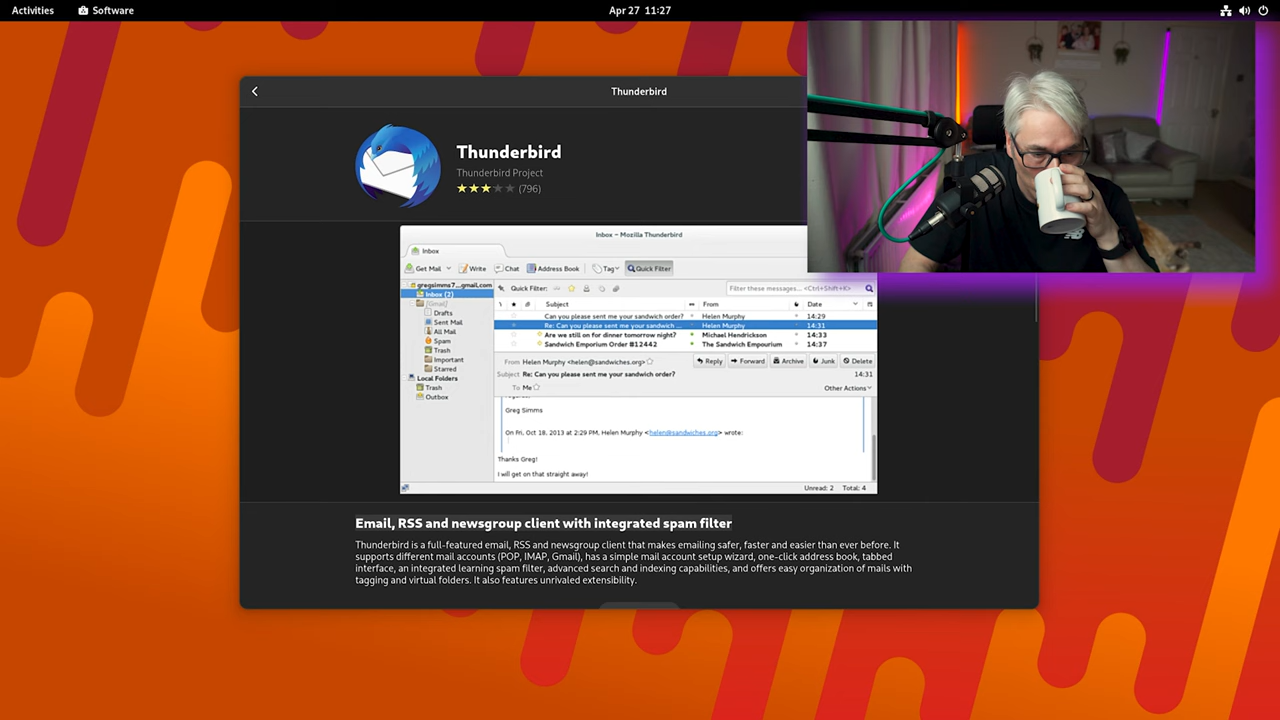 Activities Software Apr 27 11:27
Thunderbird
Thunderbird
Thunderbird Project
(796)
Inbox - Mozilla Thunderbird
Inbox
Get Mail Write Chat Address Book Tag Quick Filter
gregsimms7...gmail.com
Inbox (2)
[Gmail]
Drafts
Sent Mail
All Mail
Spam
Trash
Important
Starred
Local Folders
Trash
Outbox
Quick Filter: Filter these messages... <Ctrl+Shift+K>
Subject From Date
Can you please sent me your sandwich order? Helen Murphy 14:29
Re: Can you please sent me your sandwich ... Helen Murphy 14:31
Are we still on for dinner tomorrow night? Michael Hendrickson 14:33
Sandwich Emporium Order #12442 The Sandwich Empourium 14:37
From Helen Murphy <helen@sandwiches.org> Reply Forward Archive Junk Delete
Subject Re: Can you please sent me your sandwich order? 14:31
To Me Other Actions
Greg Simms
On Fri, Oct 18, 2013 at 2:29 PM, Helen Murphy <helen@sandwiches.org> wrote:
Thanks Greg!
I will get on that straight away!
Unread: 2 Total: 4
Email, RSS and newsgroup client with integrated spam filter
Thunderbird is a full-featured email, RSS and newsgroup client that makes emailing safer, faster and easier than ever before. It
supports different mail accounts (POP, IMAP, Gmail), has a simple mail account setup wizard, one-click address book, tabbed
interface, an integrated learning spam filter, advanced search and indexing capabilities, and offers easy organization of mails with
tagging and virtual folders. It also features unrivaled extensibility.